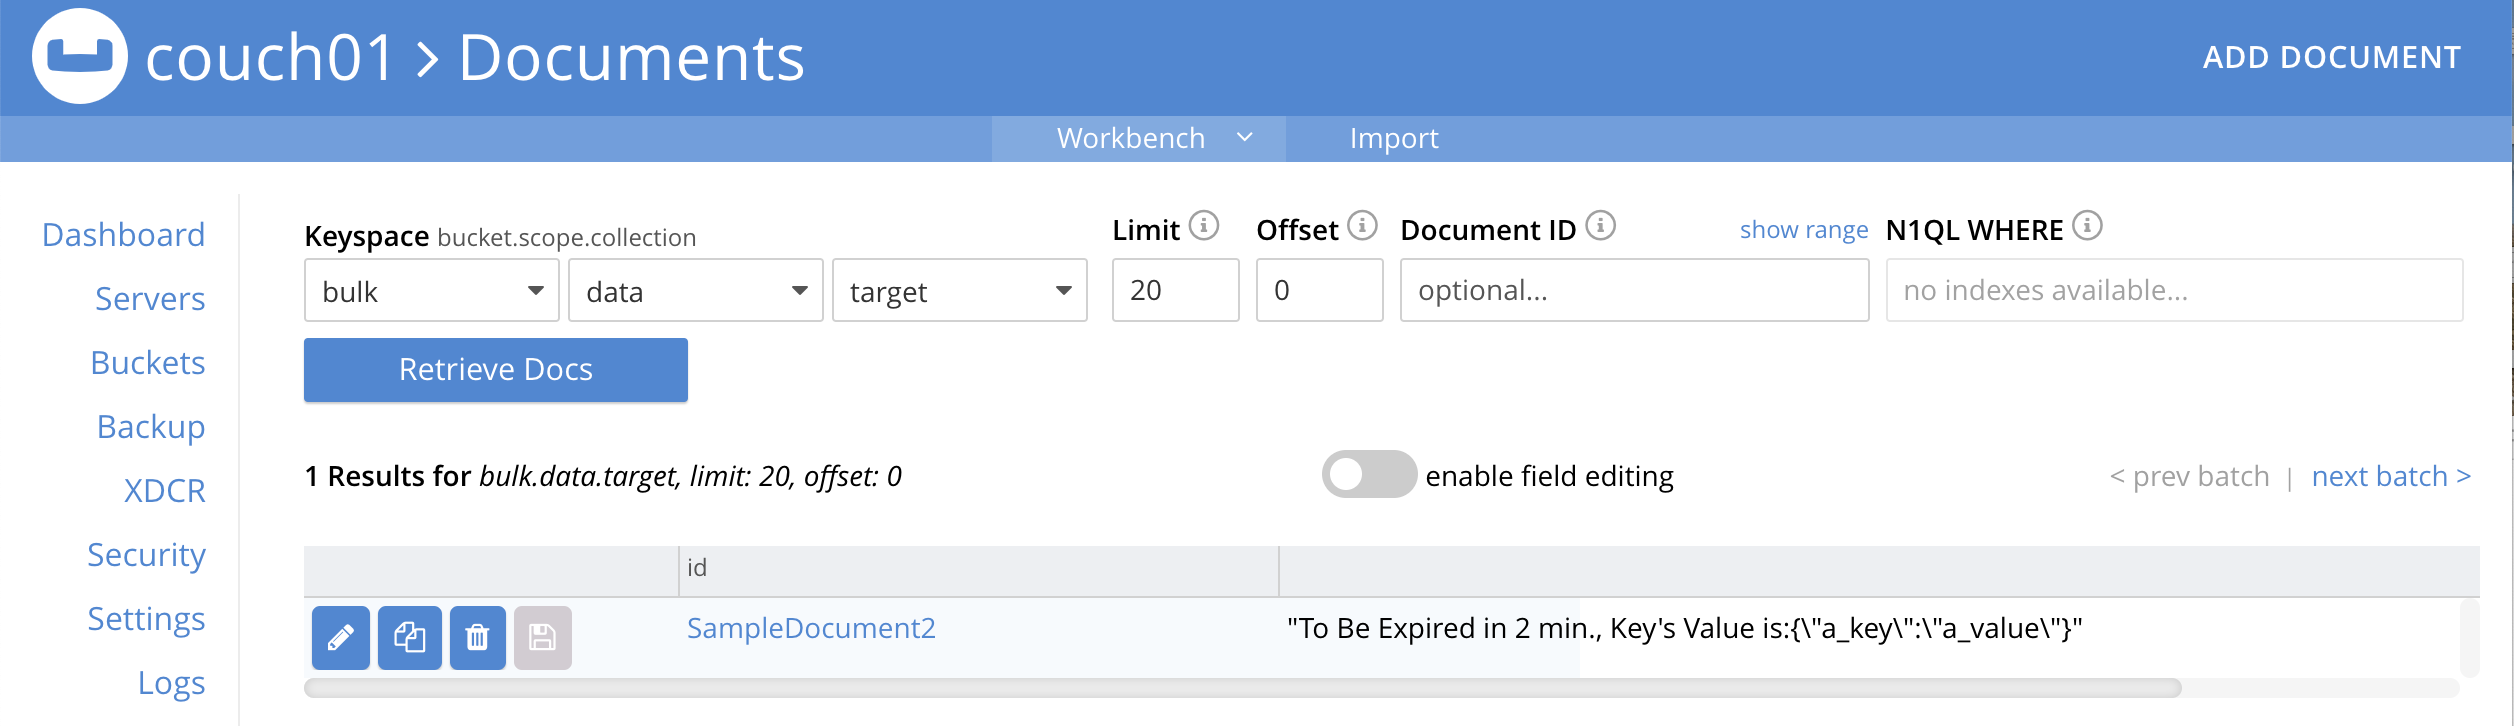 couch01 > Documents
ADD DOCUMENT
Workbench
Import
Dashboard
Servers
Buckets
Backup
XDCR
Security
Settings
Logs
Keyspace bucket.scope.collection
Limit
Offset
Document ID
show range
N1QL WHERE
bulk
data
target
20
0
optional...
no indexes available...
Retrieve Docs
1 Results for bulk.data.target, limit: 20, offset: 0
enable field editing
< prev batch | next batch >
id
SampleDocument2
"To Be Expired in 2 min., Key's Value is:{\"a_key\":\"a_value\"}"